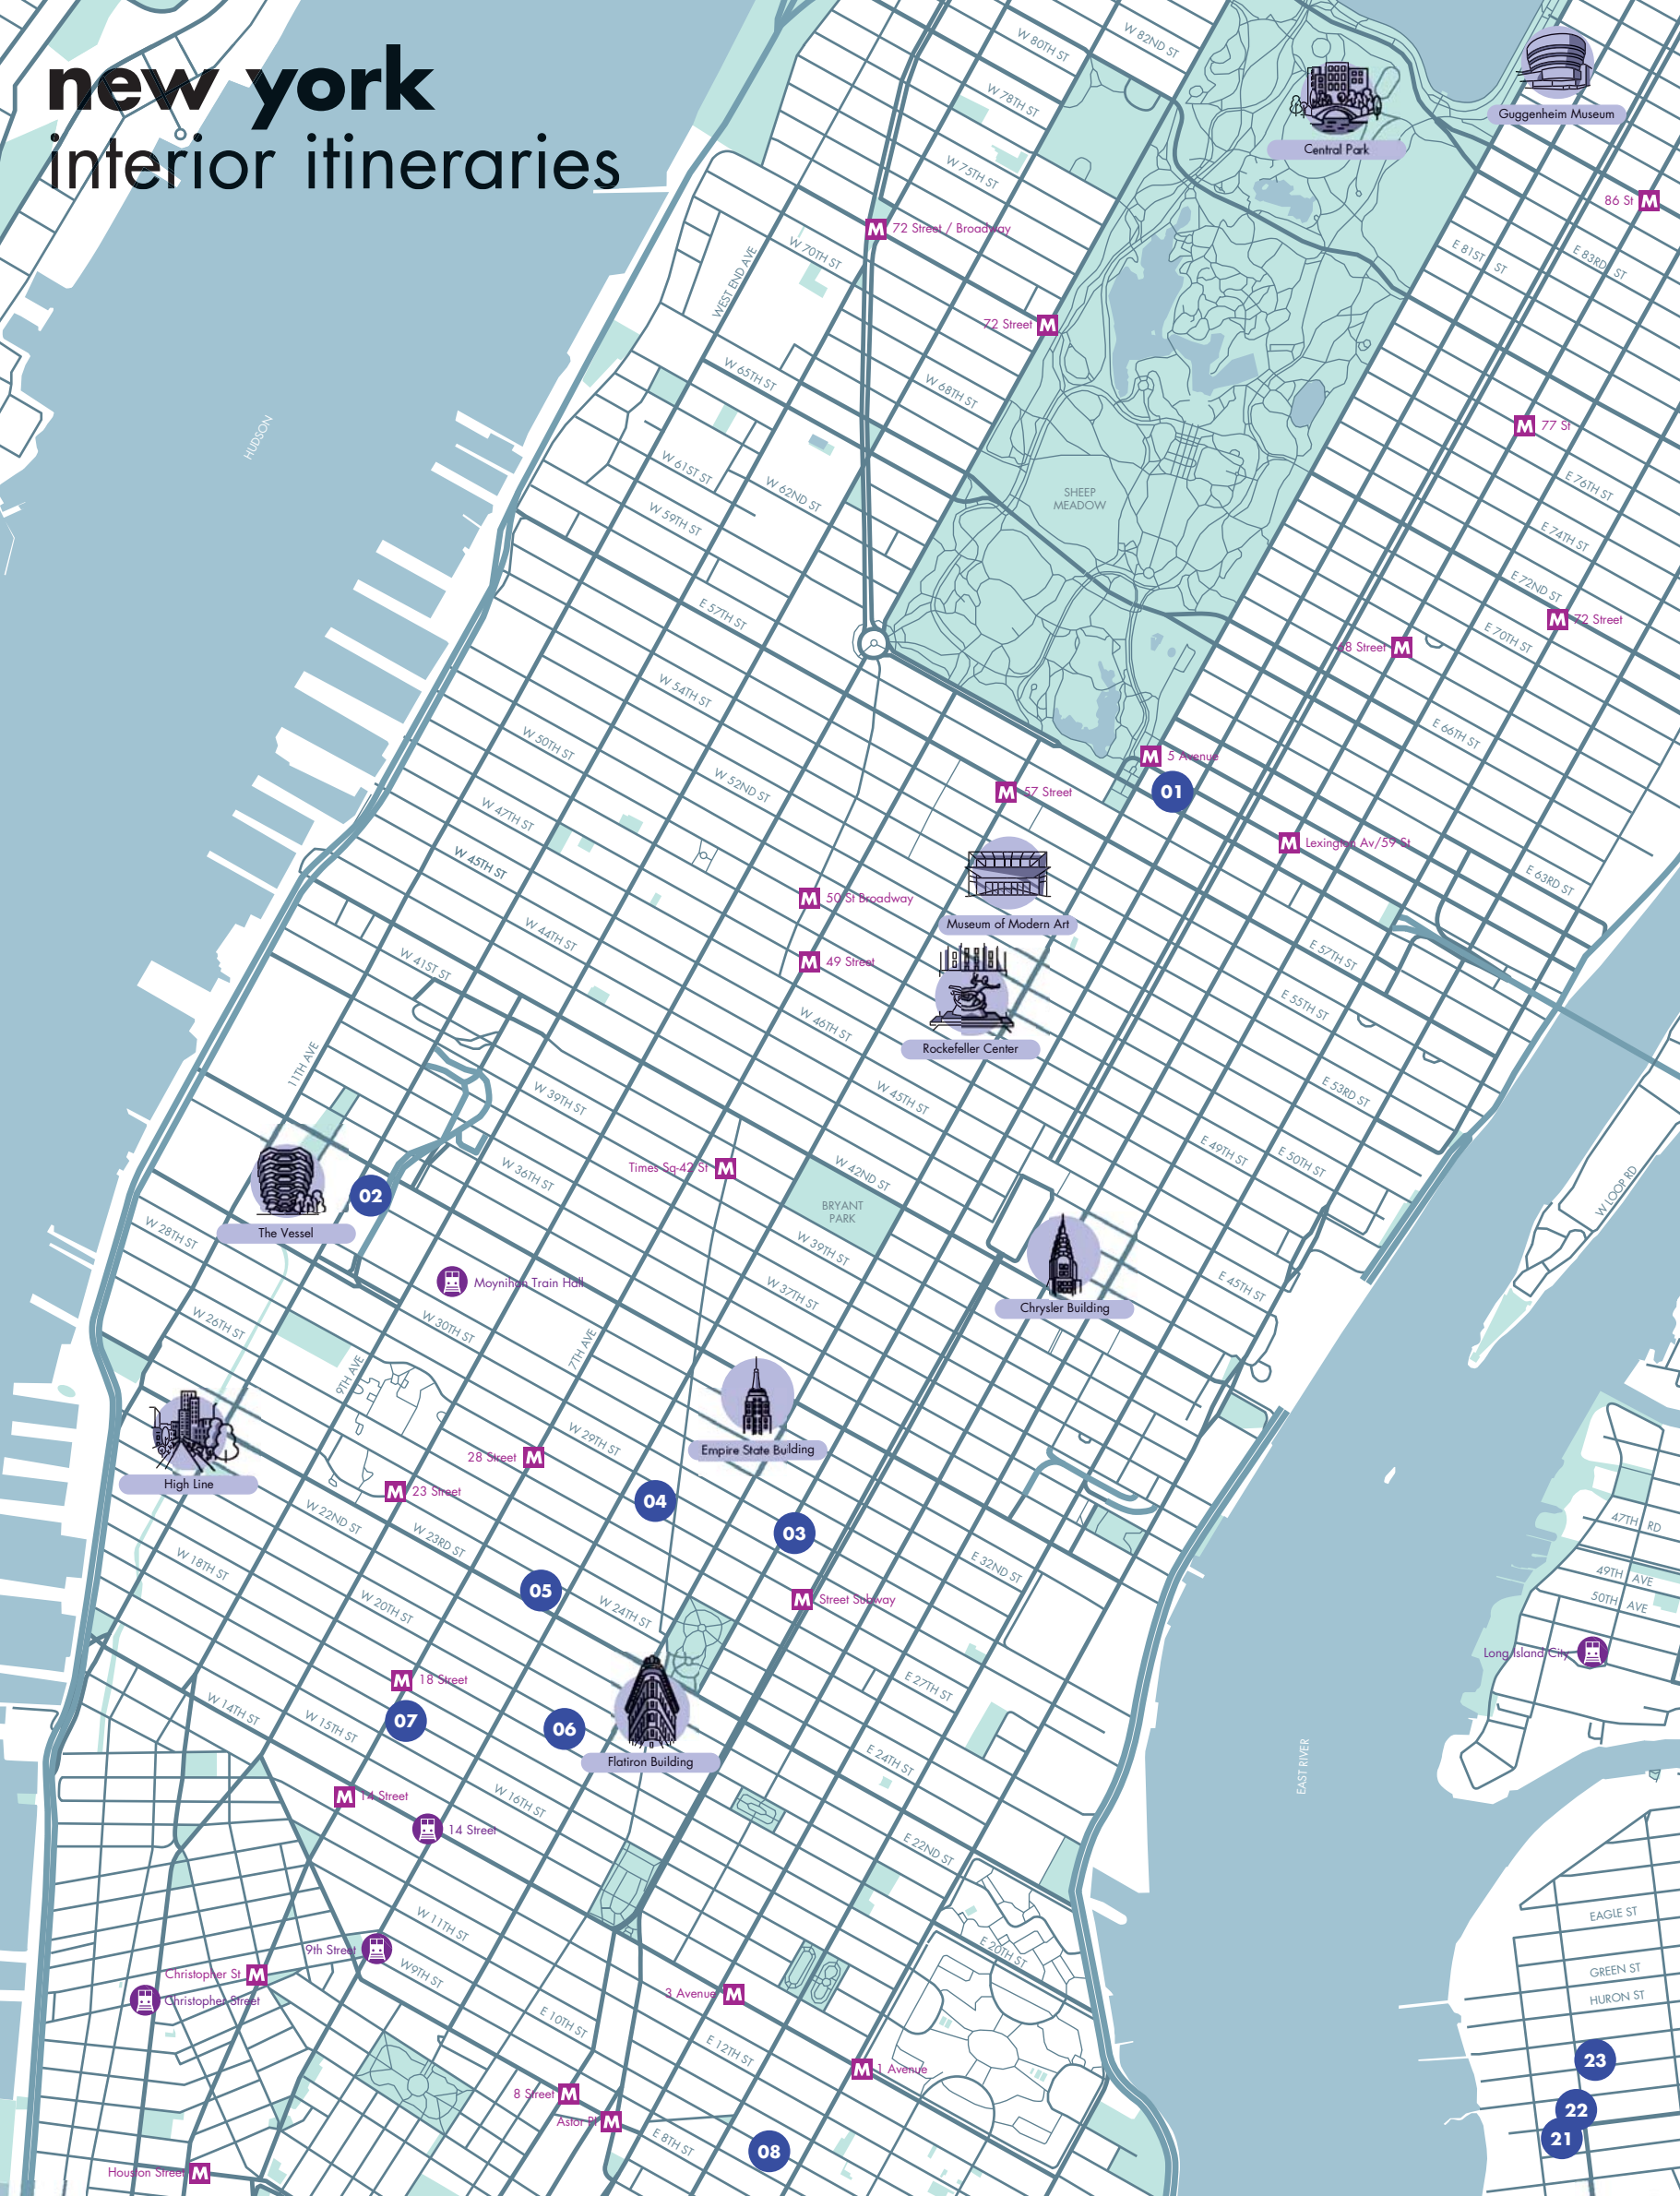 new york
interior itineraries
W 80TH ST
W 82ND ST
Guggenheim Museum
W 78TH ST
Central Park
W 75TH ST
86 St
M
M
72 Street / Broadway
W 70TH ST
E 81ST ST
E 83RD ST
WEST END AVE
72 Street
M
W 65TH ST
W 68TH ST
HUDSON
M
77 St
W 61ST ST
W 62ND ST
SHEEP
MEADOW
E 76TH ST
W 59TH ST
E 74TH ST
E 57TH ST
E 72ND ST
M
72 Street
E 70TH ST
M
W 54TH ST
W 50TH ST
E 66TH ST
M
5 Avenue
W 52ND ST
M
57 Street
01
W 47TH ST
M
Lexington Av/59 St
W 45TH ST
E 63RD ST
M
50 St Broadway
Museum of Modern Art
W 44TH ST
E 57TH ST
W 41ST ST
M
49 Street
E 55TH ST
W 46TH ST
Rockefeller Center
11TH AVE
W 39TH ST
W 45TH ST
E 53RD ST
E 49TH ST
E 50TH ST
W 36TH ST
Times Sq-42 St
M
W 42ND ST
W LOOP RD
02
BRYANT
PARK
The Vessel
W 28TH ST
W 39TH ST
Moynihan Train Hall
W 37TH ST
E 45TH ST
Chrysler Building
W 26TH ST
W 30TH ST
7TH AVE
9TH AVE
Empire State Building
W 29TH ST
28 Street
M
High Line
M
23 Street
04
W 22ND ST
03
47TH RD
W 23RD ST
W 18TH ST
E 32ND ST
49TH AVE
05
M
Street Subway
50TH AVE
W 20TH ST
W 24TH ST
Long Island City
M
18 Street
E 27TH ST
W 14TH ST
W 15TH ST
07
06
Flatiron Building
E 24TH ST
EAST RIVER
M
14 Street
W 16TH ST
14 Street
E 22ND ST
EAGLE ST
W 11TH ST
9th Street
E 20TH ST
Christopher St
M
W9TH ST
GREEN ST
Christopher Street
3 Avenue
M
HURON ST
E 10TH ST
E 12TH ST
23
M
1 Avenue
8 Street
M
22
Astor Pl
M
21
E 8TH ST
08
Houston Street
M